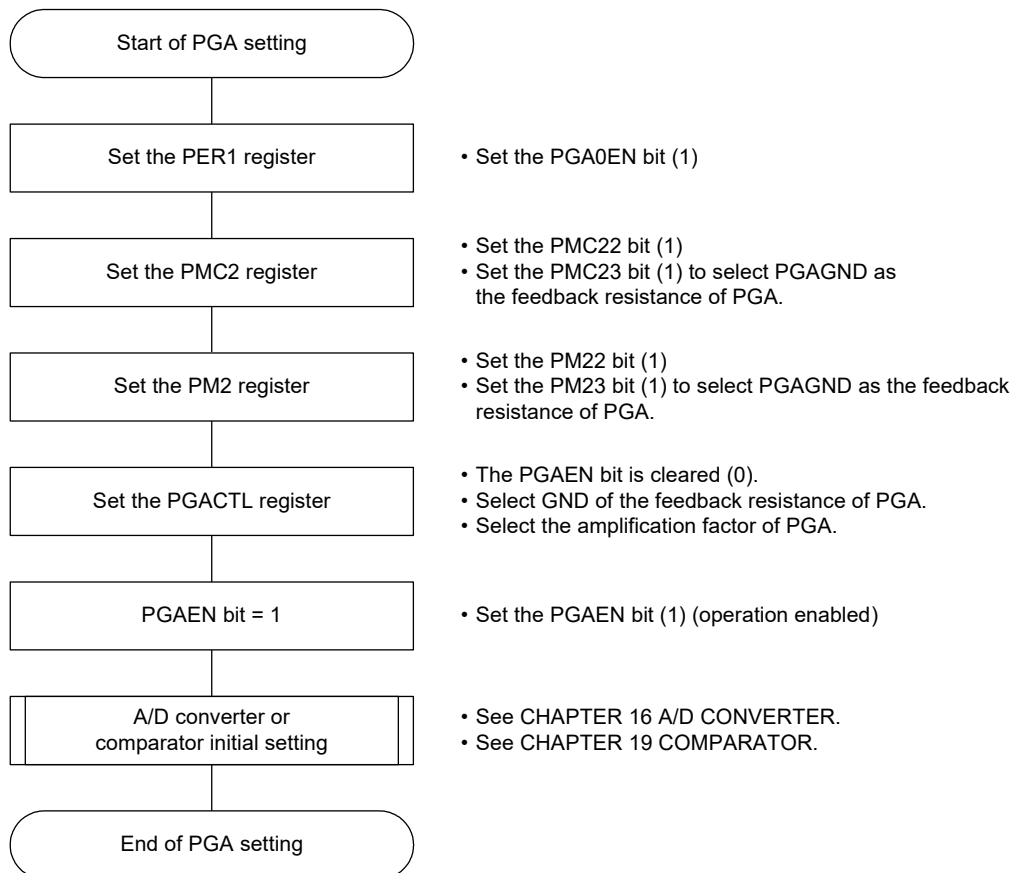 Start of PGA setting
Set the PER1 register
• Set the PGA0EN bit (1)
Set the PMC2 register
• Set the PMC22 bit (1)
• Set the PMC23 bit (1) to select PGAGND as
the feedback resistance of PGA.
Set the PM2 register
• Set the PM22 bit (1)
• Set the PM23 bit (1) to select PGAGND as the feedback
resistance of PGA.
Set the PGACTL register
• The PGAEN bit is cleared (0).
• Select GND of the feedback resistance of PGA.
• Select the amplification factor of PGA.
PGAEN bit = 1
• Set the PGAEN bit (1) (operation enabled)
A/D converter or
comparator initial setting
• See CHAPTER 16 A/D CONVERTER.
• See CHAPTER 19 COMPARATOR.
End of PGA setting